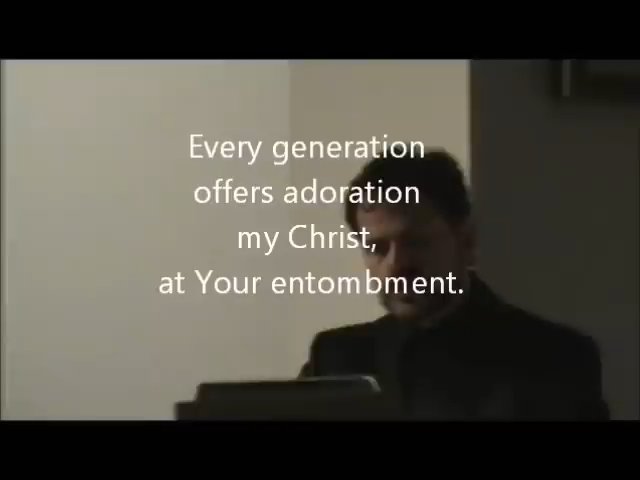 Every generation
offers adoration
my Christ,
at Your entombment.